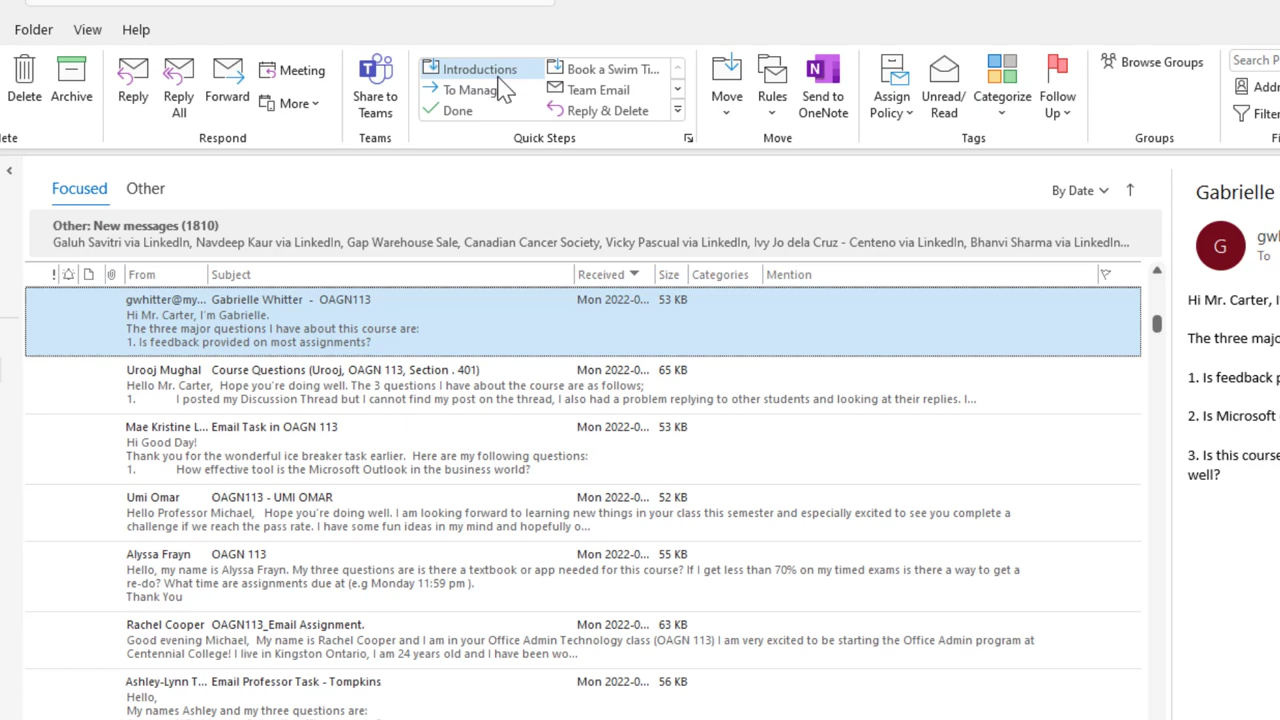 Folder View Help
Delete Archive Reply Reply All Forward Meeting More
Share to Teams
Introductions Book a Swim Ti...
To Manag Team Email
Done Reply & Delete
Move Rules Send to OneNote
Assign Policy Unread/ Read Categorize Follow Up
Browse Groups
Search P
Addr
Filter
lete Respond Teams Quick Steps Move Tags Groups Fi
Focused Other By Date
Other: New messages (1810)
Galuh Savitri via LinkedIn, Navdeep Kaur via LinkedIn, Gap Warehouse Sale, Canadian Cancer Society, Vicky Pascual via LinkedIn, Ivy Jo dela Cruz - Centeno via LinkedIn, Bhanvi Sharma via LinkedIn...
! From Subject Received Size Categories Mention
gwhitter@my... Gabrielle Whitter - OAGN113 Mon 2022-0... 53 KB
Hi Mr. Carter, I'm Gabrielle.
The three major questions I have about this course are:
1. Is feedback provided on most assignments?
Urooj Mughal Course Questions (Urooj, OAGN 113, Section . 401) Mon 2022-0... 65 KB
Hello Mr. Carter, Hope you're doing well. The 3 questions I have about the course are as follows;
1. I posted my Discussion Thread but I cannot find my post on the thread, I also had a problem replying to other students and looking at their replies. I...
Mae Kristine L... Email Task in OAGN 113 Mon 2022-0... 53 KB
Hi Good Day!
Thank you for the wonderful ice breaker task earlier. Here are my following questions:
1. How effective tool is the Microsoft Outlook in the business world?
Umi Omar OAGN113 - UMI OMAR Mon 2022-0... 52 KB
Hello Professor Michael, Hope you're doing well. I am looking forward to learning new things in your class this semester and especially excited to see you complete a
challenge if we reach the pass rate. I have some fun ideas in my mind and hopefully o...
Alyssa Frayn OAGN 113 Mon 2022-0... 55 KB
Hello, my name is Alyssa Frayn. My three questions are is there a textbook or app needed for this course? If I get less than 70% on my timed exams is there a way to get a
re-do? What time are assignments due at (e.g Monday 11:59 pm ).
Thank You
Rachel Cooper OAGN113_Email Assignment. Mon 2022-0... 63 KB
Good evening Michael, My name is Rachel Cooper and I am in your Office Admin Technology class (OAGN 113) I am very excited to be starting the Office Admin program at
Centennial College! I live in Kingston Ontario, I am 24 years old and I have been wo...
Ashley-Lynn T... Email Professor Task - Tompkins Mon 2022-0... 56 KB
Hello,
My names Ashley and my three questions are:
Gabrielle
G
gwl
To
Hi Mr. Carter, I
The three majo
1. Is feedback p
2. Is Microsoft
3. Is this course
well?